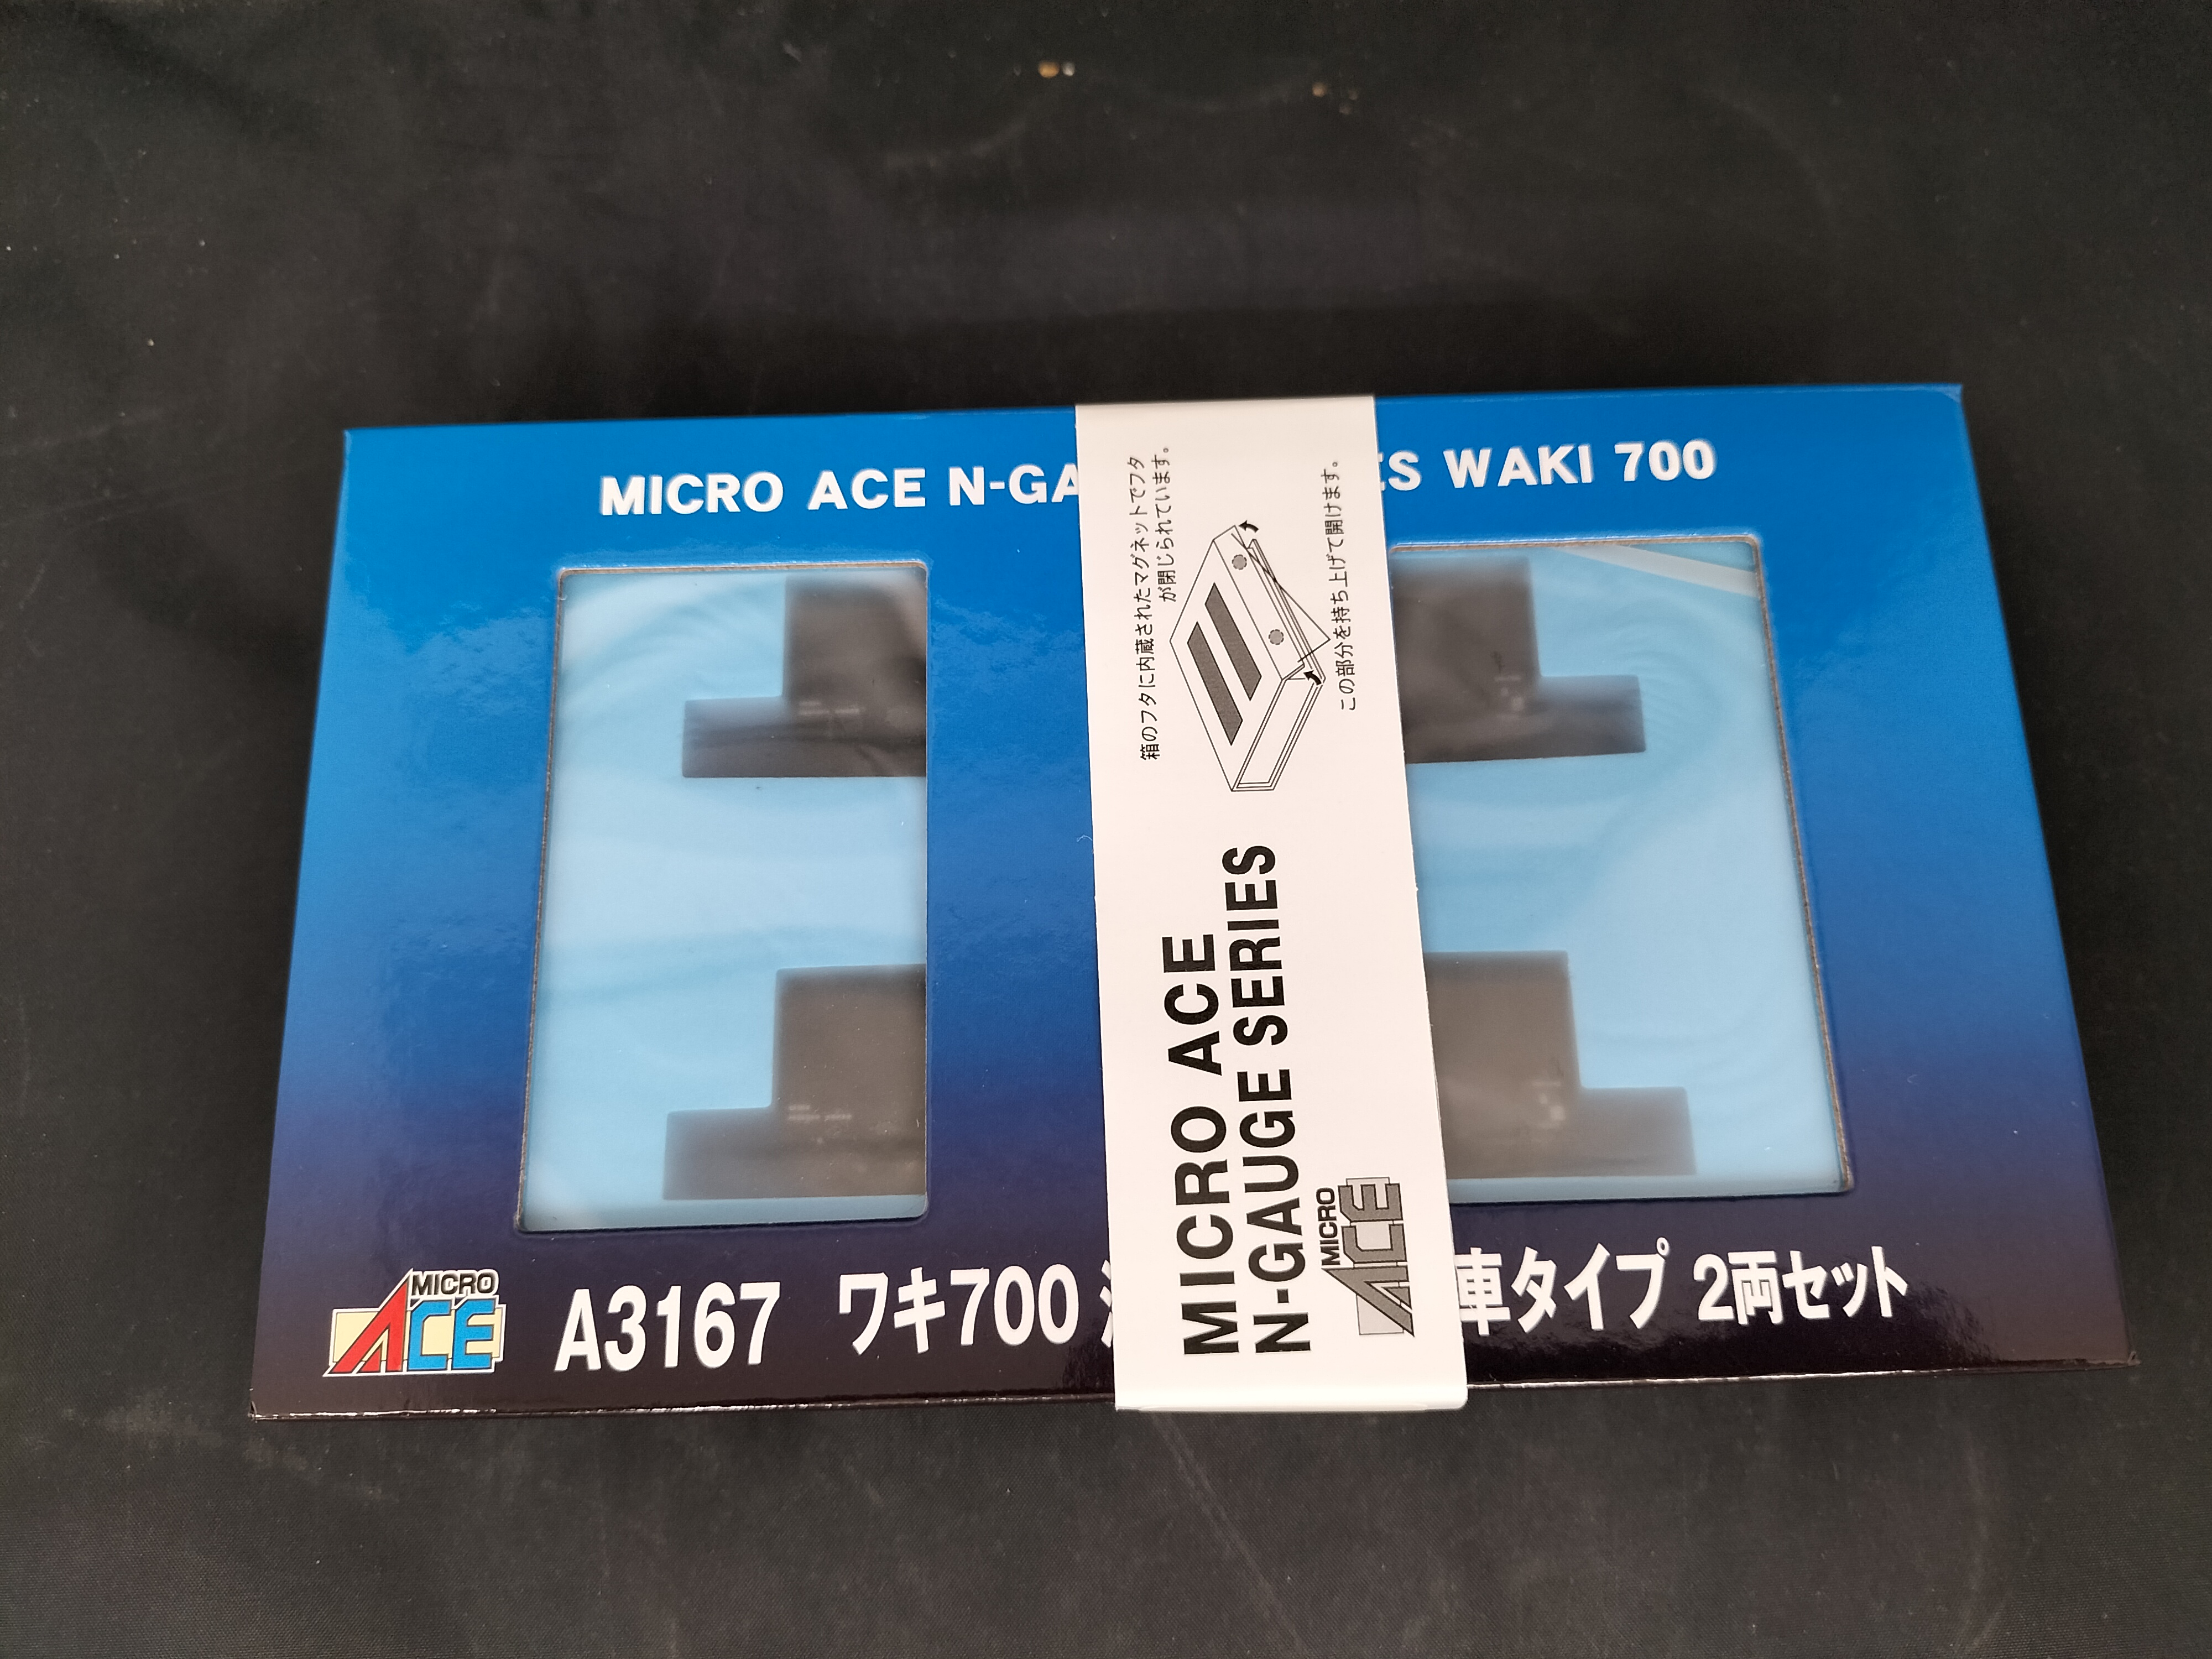 MICRO ACE N-GA
ES WAKI 700
箱のフタに内蔵されたマグネットでフタ
が閉じられています。
この部分を持ち上げて開けます。
MICRO ACE
N-GAUGE SERIES
MICRO
ACE
MICRO
ACE
A3167 ワキ700
車タイプ 2両セット